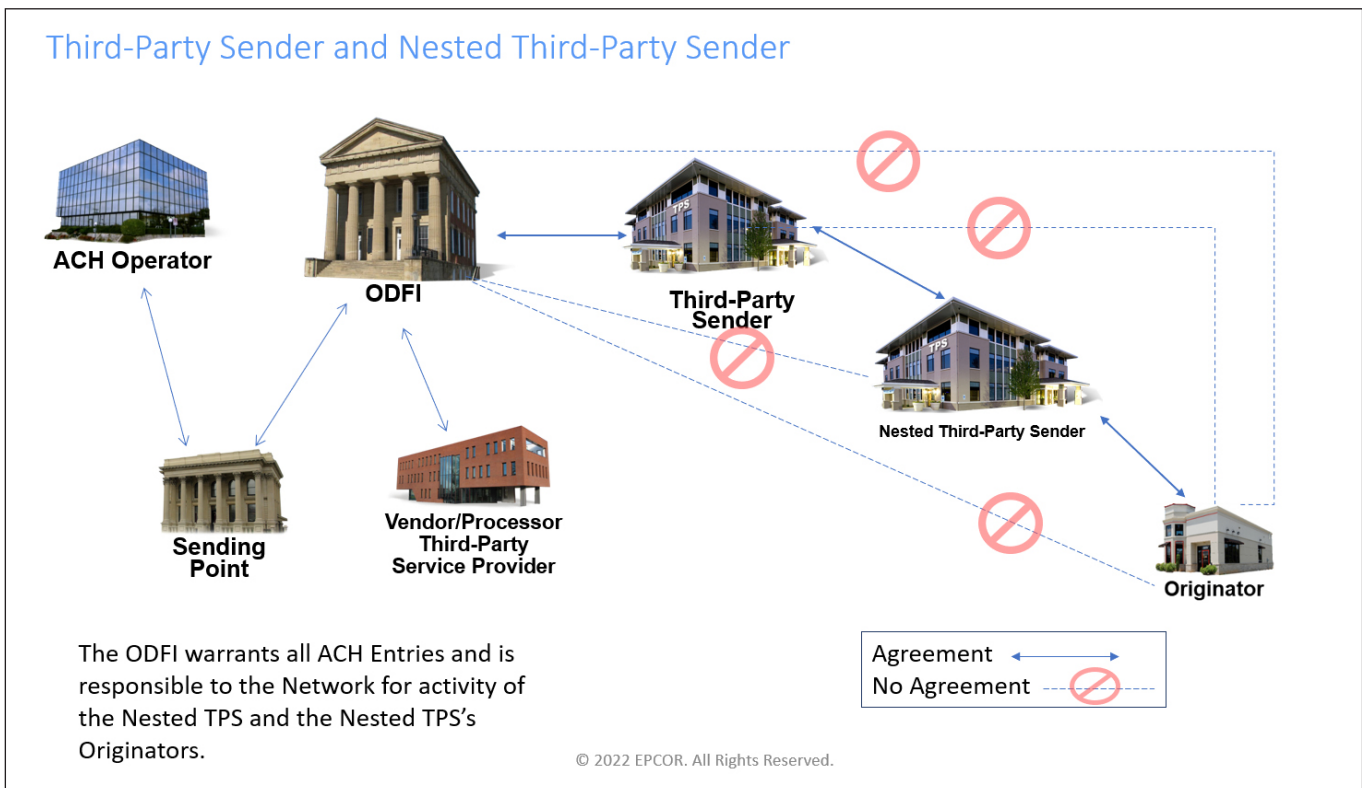 Third-Party Sender and Nested Third-Party Sender
TPS
ACH Operator
ODFI
Third-Party
Sender
TPS
Nested Third-Party Sender
Sending
Point
Vendor/Processor
Third-Party
Service Provider
Originator
The ODFI warrants all ACH Entries and is
responsible to the Network for activity of
the Nested TPS and the Nested TPS's
Originators.
Agreement
No Agreement
© 2022 EPCOR. All Rights Reserved.